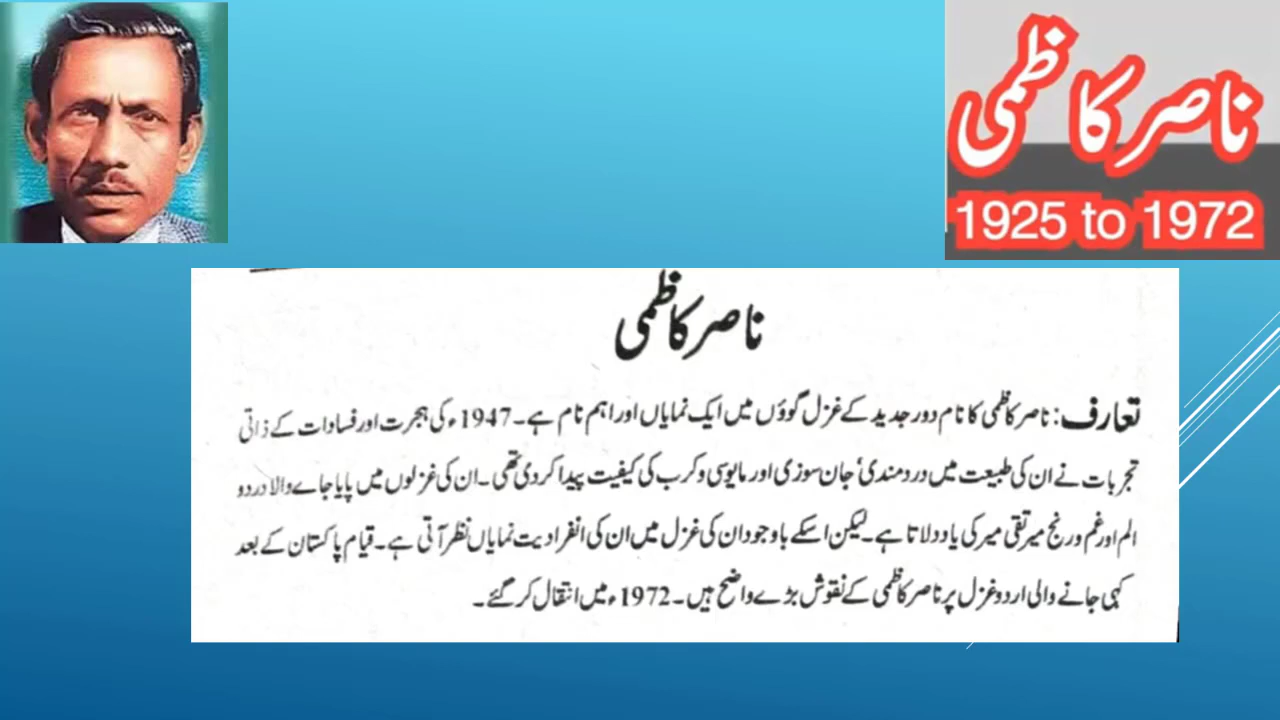 ناصر کاظمی
1925 to 1972
ناصر کاظمی
تعارف: ناصر کاظمی کا نام دور جدید کے غزل گوؤں میں ایک نمایاں اور اہم نام ہے۔ 1947ء کی ہجرت اور فسادات کے ذاتی
تجربات نے ان کی طبیعت میں دردمندی، جان سوزی اور مایوسی و کرب کی کیفیت پیدا کر دی تھی۔ ان کی غزلوں میں پایا جاے والا درد و
الم اور غم و رنج میر تقی میر کی یاد دلاتا ہے۔ لیکن اسکے باوجود ان کی غزل میں ان کی انفرادیت نمایاں نظر آتی ہے۔ قیام پاکستان کے بعد
کہی جانے والی اردو غزل پر ناصر کاظمی کے نقوش بڑے واضح ہیں۔ 1972ء میں انتقال کر گئے۔